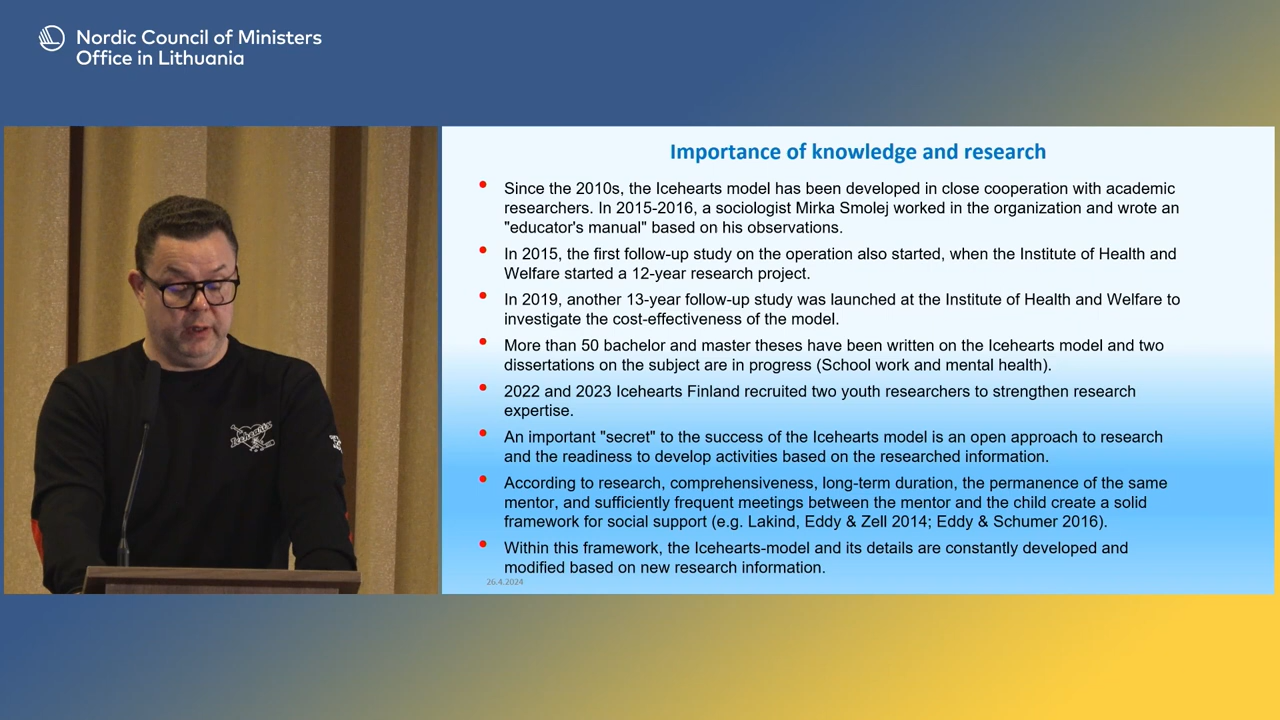 Nordic Council of Ministers
Office in Lithuania
Importance of knowledge and research
Since the 2010s, the Icehearts model has been developed in close cooperation with academic
researchers. In 2015-2016, a sociologist Mirka Smolej worked in the organization and wrote an
"educator's manual" based on his observations.
In 2015, the first follow-up study on the operation also started, when the Institute of Health and
Welfare started a 12-year research project.
In 2019, another 13-year follow-up study was launched at the Institute of Health and Welfare to
investigate the cost-effectiveness of the model.
More than 50 bachelor and master theses have been written on the Icehearts model and two
dissertations on the subject are in progress (School work and mental health).
2022 and 2023 Icehearts Finland recruited two youth researchers to strengthen research
expertise.
An important "secret" to the success of the Icehearts model is an open approach to research
and the readiness to develop activities based on the researched information.
According to research, comprehensiveness, long-term duration, the permanence of the same
mentor, and sufficiently frequent meetings between the mentor and the child create a solid
framework for social support (e.g. Lakind, Eddy & Zell 2014; Eddy & Schumer 2016).
Within this framework, the Icehearts-model and its details are constantly developed and
modified based on new research information.
26.4.2024
Icehearts